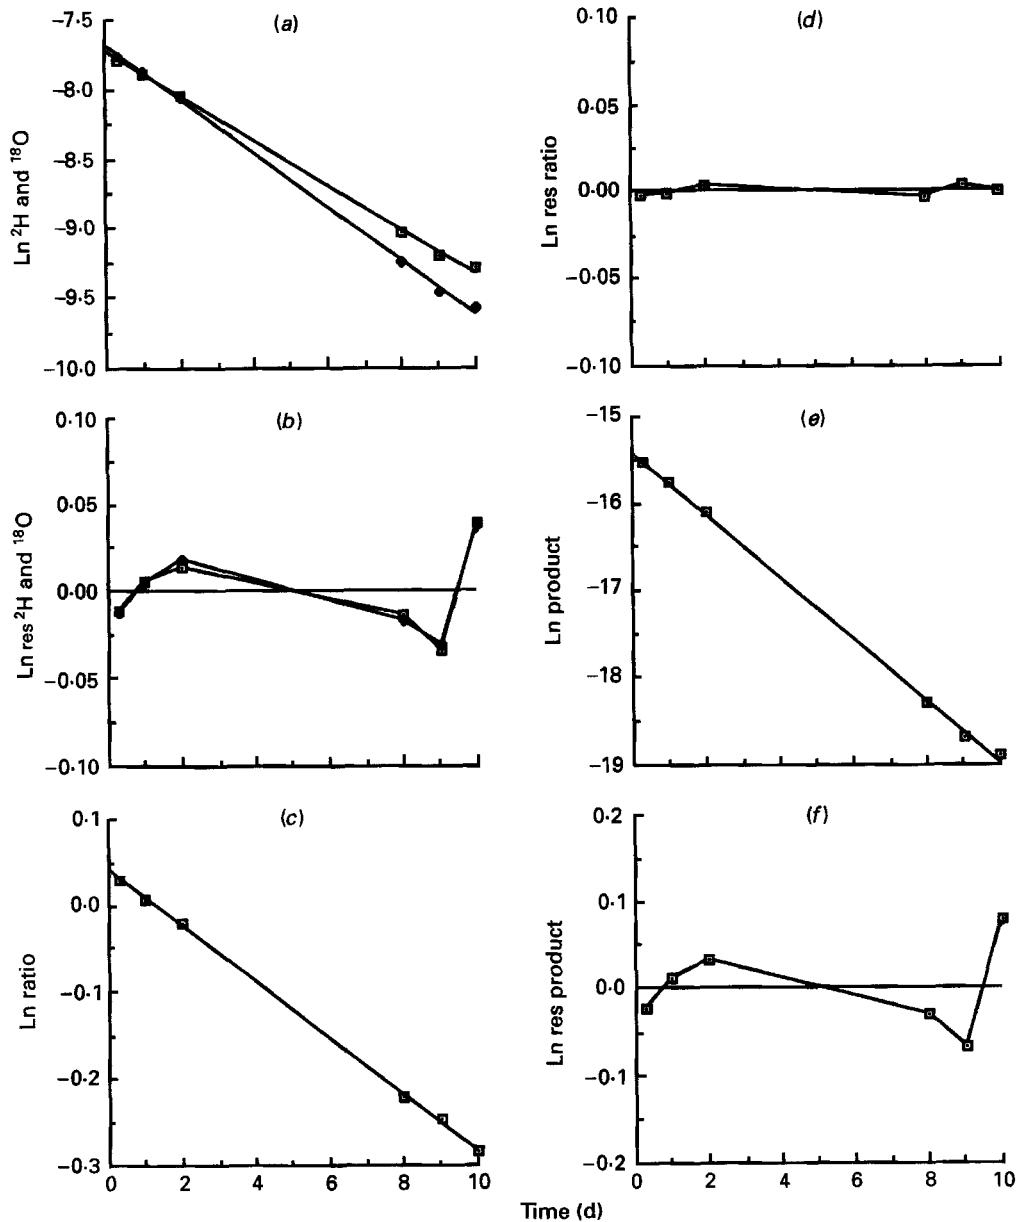 (a)
Ln ²H and ¹⁸O
−7·5
−8·0
−8·5
−9·0
−9·5
−10·0
(b)
Ln res ²H and ¹⁸O
0·10
0·05
0·00
−0·05
−0·10
(c)
Ln ratio
0·1
0·0
−0·1
−0·2
−0·3
0 2 4 6 8 10
(d)
Ln res ratio
0·10
0·05
0·00
−0·05
−0·10
(e)
Ln product
−15
−16
−17
−18
−19
(f)
Ln res product
0·2
0·1
0·0
−0·1
−0·2
0 2 4 6 8 10
Time (d)